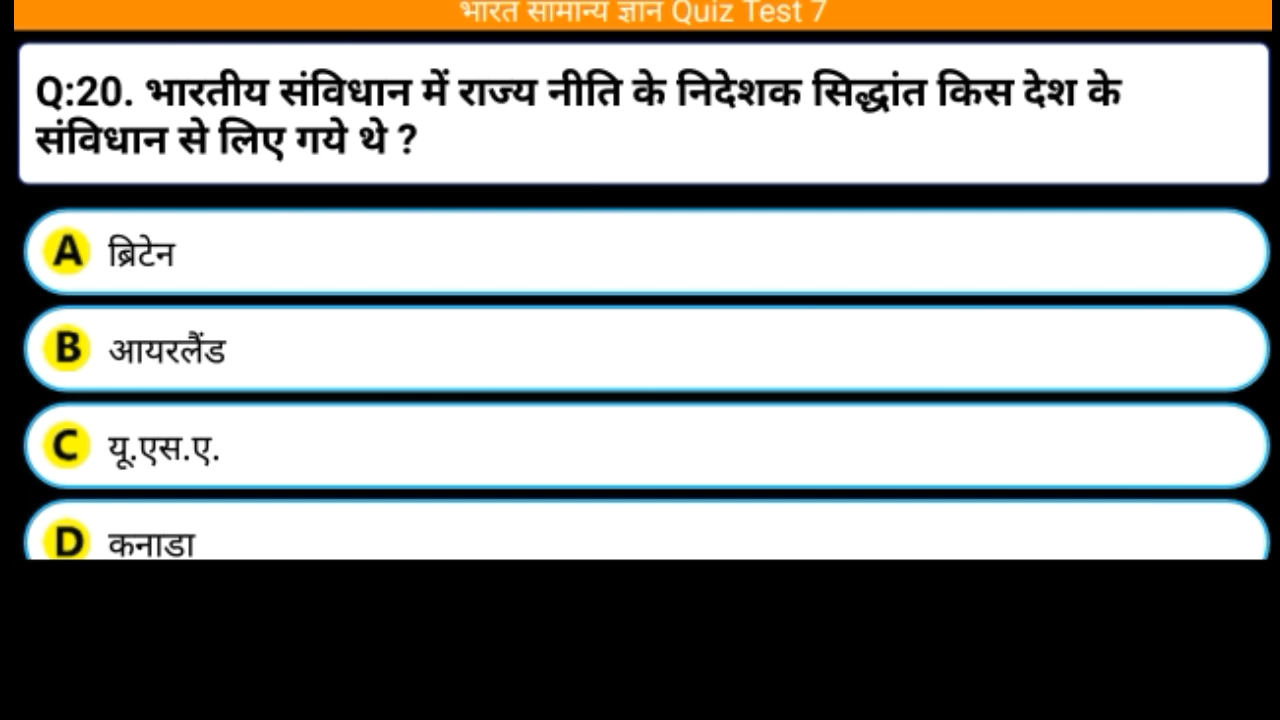 भारत सामान्य ज्ञान Quiz Test 7
Q:20. भारतीय संविधान में राज्य नीति के निदेशक सिद्धांत किस देश के
संविधान से लिए गये थे ?
A ब्रिटेन
B आयरलैंड
C यू.एस.ए.
D कनाडा